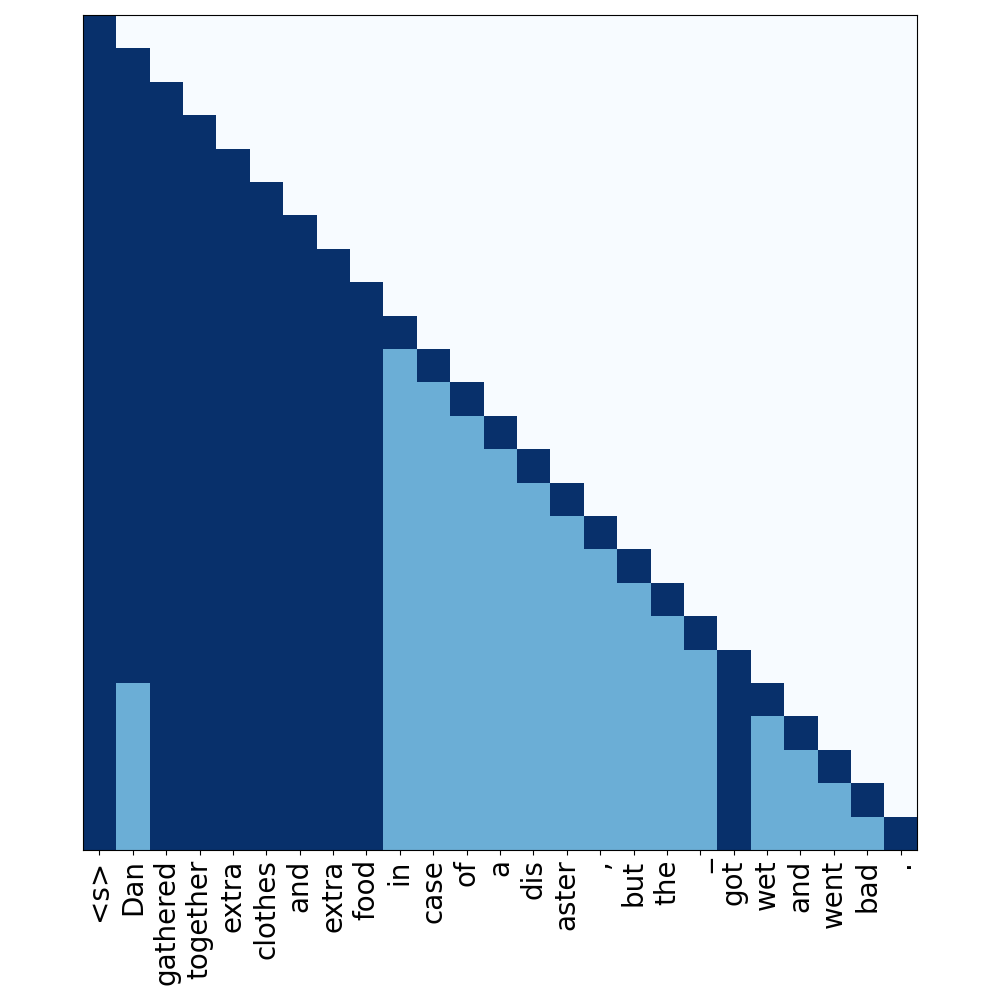 <s>
Dan
gathered
together
extra
clothes
and
extra
food
in
case
of
a
dis
aster
,
but
the
_
got
wet
and
went
bad
.